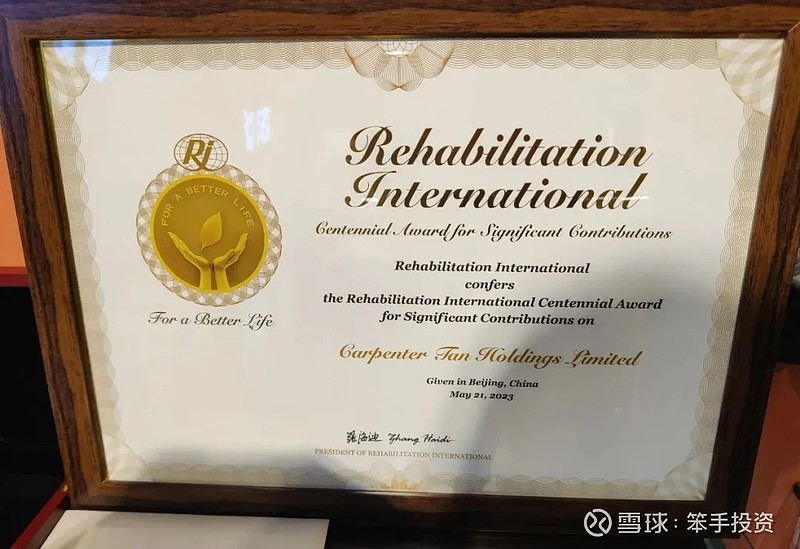 Ri
FOR A BETTER LIFE
For a Better Life
Rehabilitation
International
Centennial Award for Significant Contributions
Rehabilitation International
confers
the Rehabilitation International Centennial Award
for Significant Contributions on
Carpenter Tan Holdings Limited
Given in Beijing, China
May 21, 2023
张海迪 Zhang Haidi
PRESIDENT OF REHABILITATION INTERNATIONAL
雪球：笨手投资